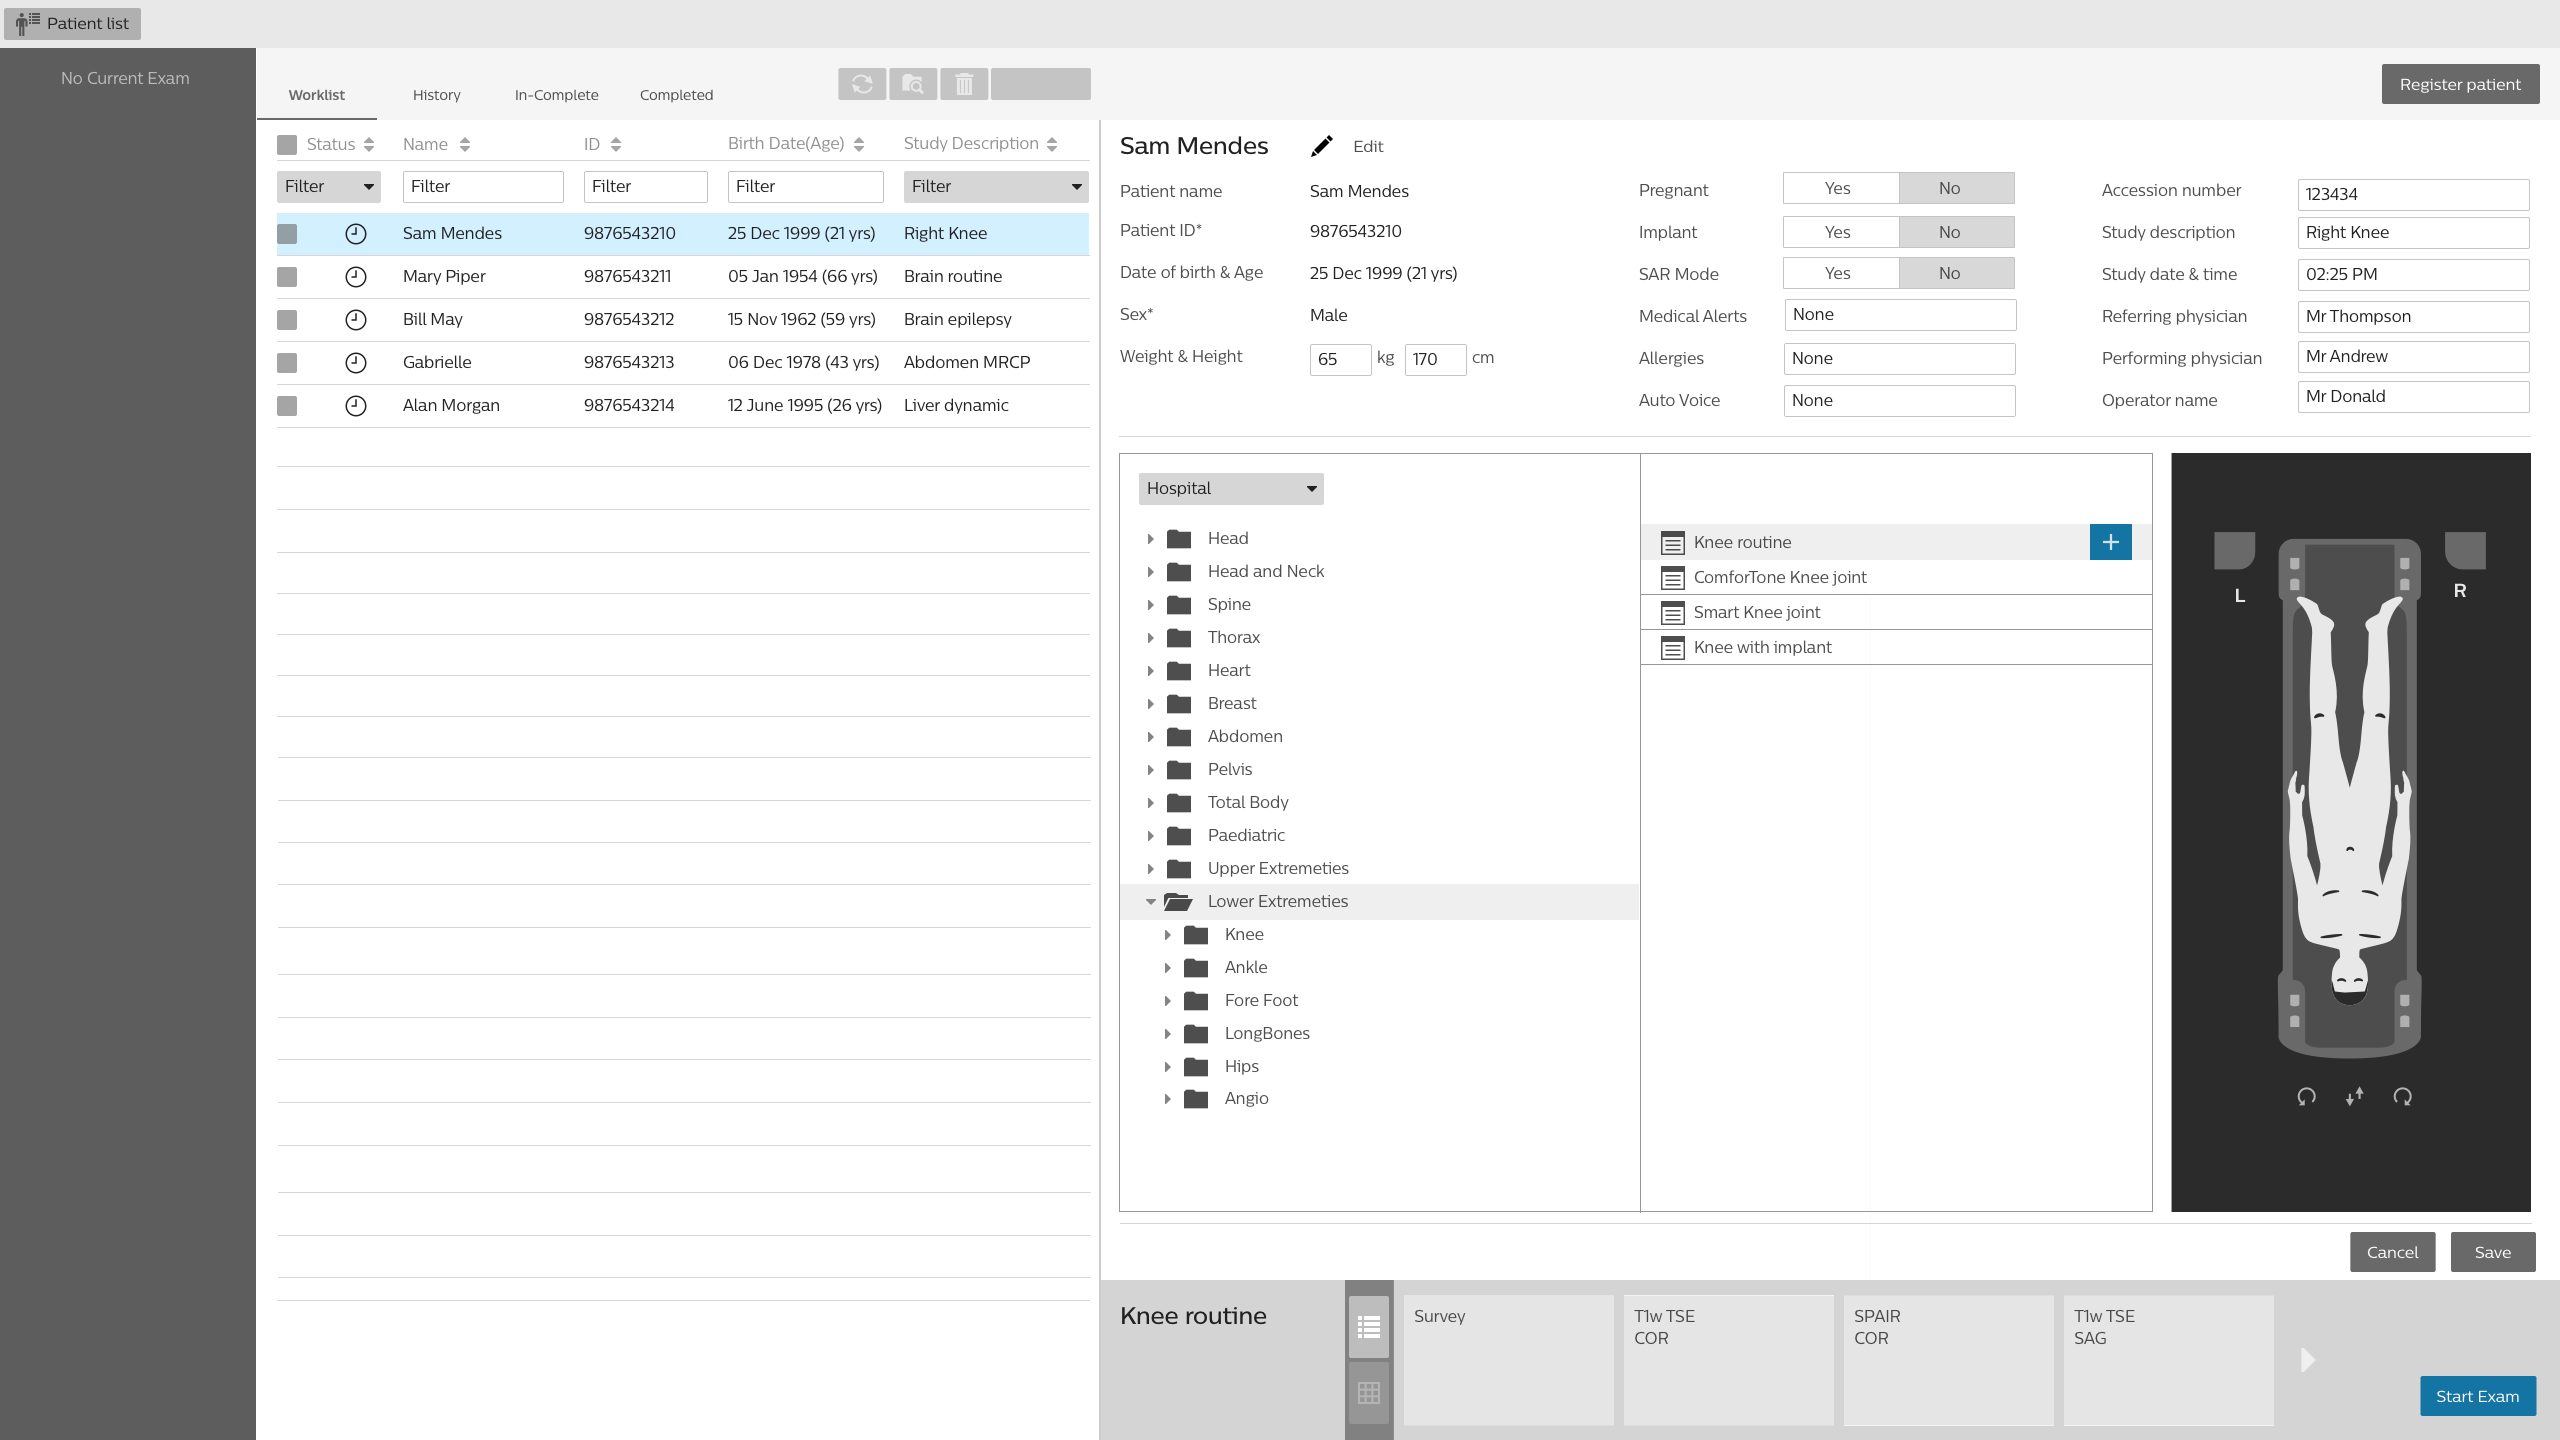 Patient list
No Current Exam
Worklist
History
In-Complete
Completed
Register patient
Status
Name
ID
Birth Date(Age)
Study Description
Filter
Filter
Filter
Filter
Filter
Sam Mendes 9876543210 25 Dec 1999 (21 yrs) Right Knee
Mary Piper 9876543211 05 Jan 1954 (66 yrs) Brain routine
Bill May 9876543212 15 Nov 1962 (59 yrs) Brain epilepsy
Gabrielle 9876543213 06 Dec 1978 (43 yrs) Abdomen MRCP
Alan Morgan 9876543214 12 June 1995 (26 yrs) Liver dynamic
Sam Mendes
Edit
Patient name Sam Mendes
Patient ID* 9876543210
Date of birth & Age 25 Dec 1999 (21 yrs)
Sex* Male
Weight & Height 65 kg 170 cm
Pregnant Yes No
Implant Yes No
SAR Mode Yes No
Medical Alerts None
Allergies None
Auto Voice None
Accession number 123434
Study description Right Knee
Study date & time 02:25 PM
Referring physician Mr Thompson
Performing physician Mr Andrew
Operator name Mr Donald
Hospital
Head
Head and Neck
Spine
Thorax
Heart
Breast
Abdomen
Pelvis
Total Body
Paediatric
Upper Extremeties
Lower Extremeties
Knee
Ankle
Fore Foot
LongBones
Hips
Angio
Knee routine
ComforTone Knee joint
Smart Knee joint
Knee with implant
L
R
Cancel
Save
Knee routine
Survey
T1w TSE
COR
SPAIR
COR
T1w TSE
SAG
Start Exam